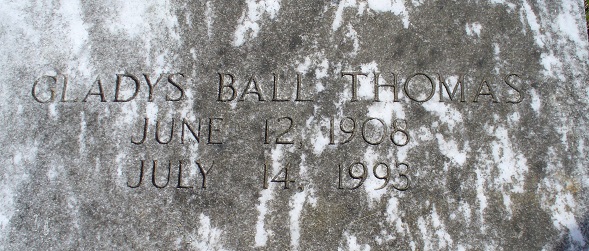 GLADYS BALL THOMAS
JUNE 12, 1908
JULY 14, 1993